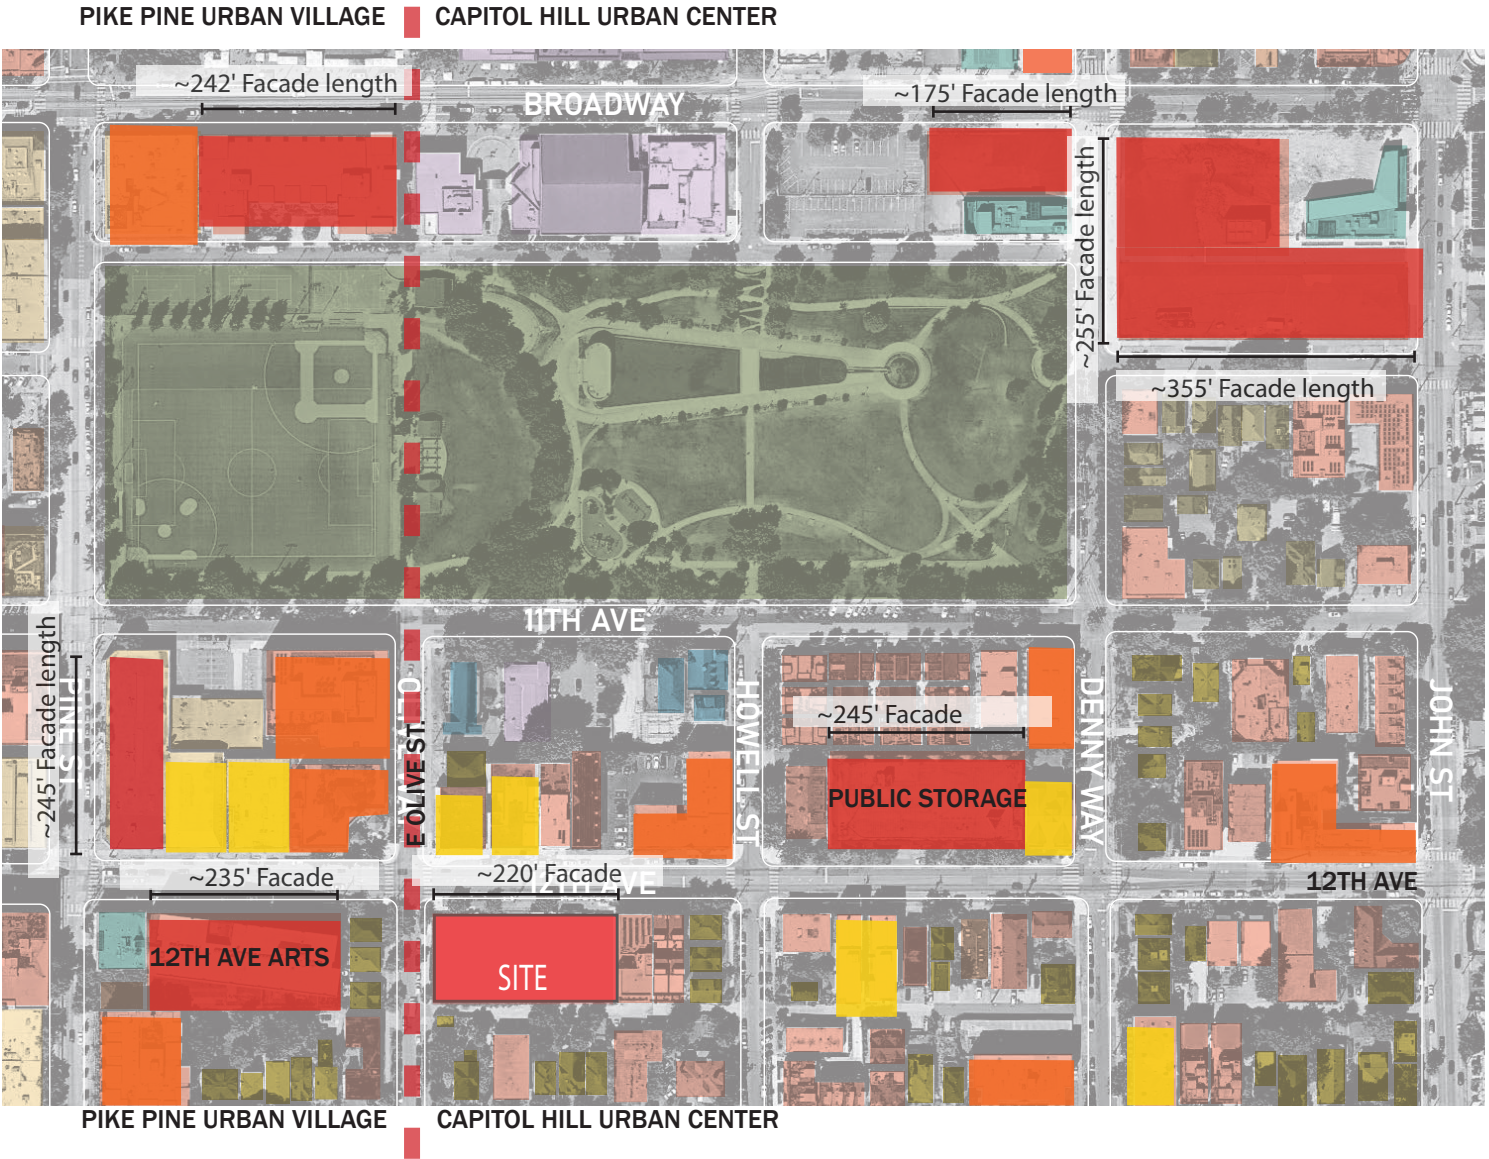 PIKE PINE URBAN VILLAGE
CAPITOL HILL URBAN CENTER
~242' Facade length
BROADWAY
~175' Facade length
~255' Facade length
~355' Facade length
11TH AVE
~245' Facade length
PINE ST
E OLIVE ST.
HOWELL ST
~245' Facade
PUBLIC STORAGE
DENNY WAY
JOHN ST
~235' Facade
~220' Facade
12TH AVE
12TH AVE
12TH AVE ARTS
SITE
PIKE PINE URBAN VILLAGE
CAPITOL HILL URBAN CENTER